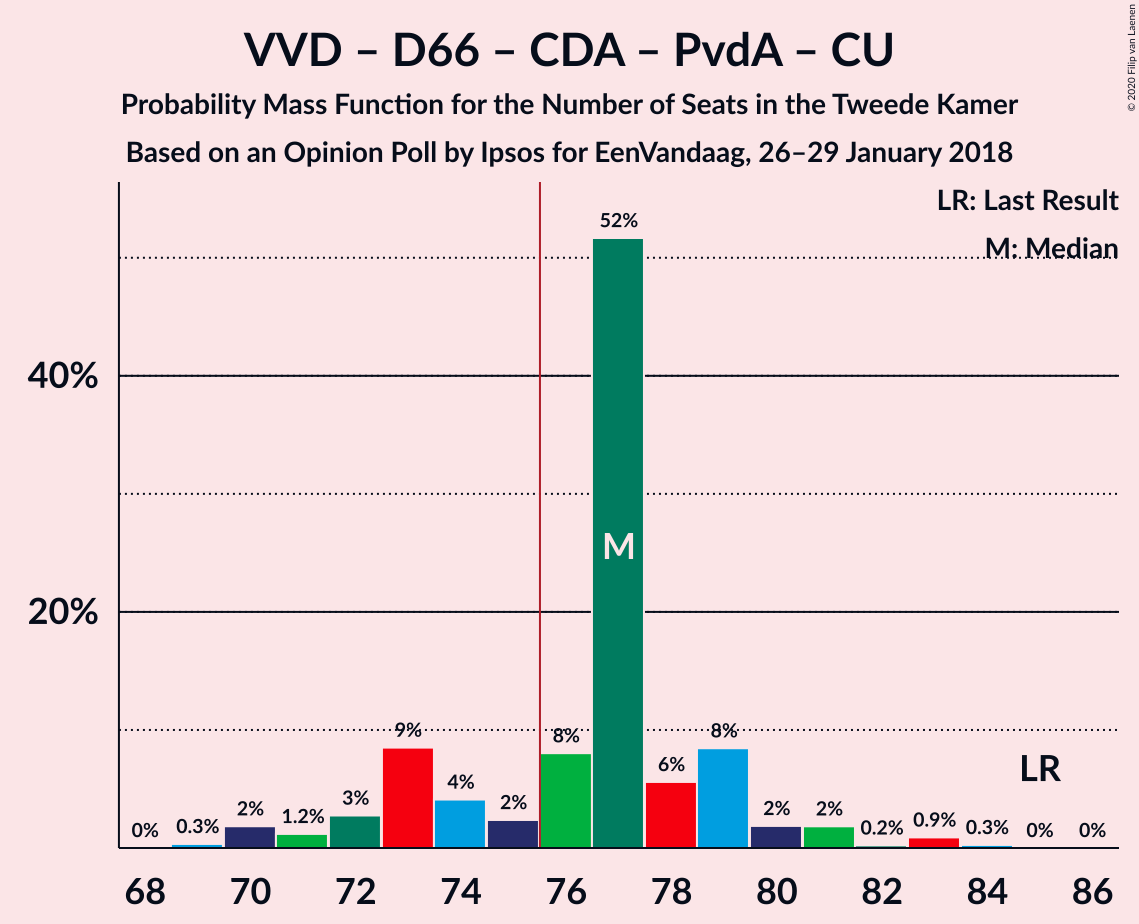 VVD – D66 – CDA – PvdA – CU
Probability Mass Function for the Number of Seats in the Tweede Kamer
Based on an Opinion Poll by Ipsos for EenVandaag, 26–29 January 2018
© 2020 Filip van Laenen
LR: Last Result
M: Median
52%
40%
M
20%
9%
8%
8%
6%
LR
4%
3%
2%
2%
2%
2%
1.2%
0.9%
0%
0.3%
0.2%
0.3%
0%
0%
68 70 72 74 76 78 80 82 84 86